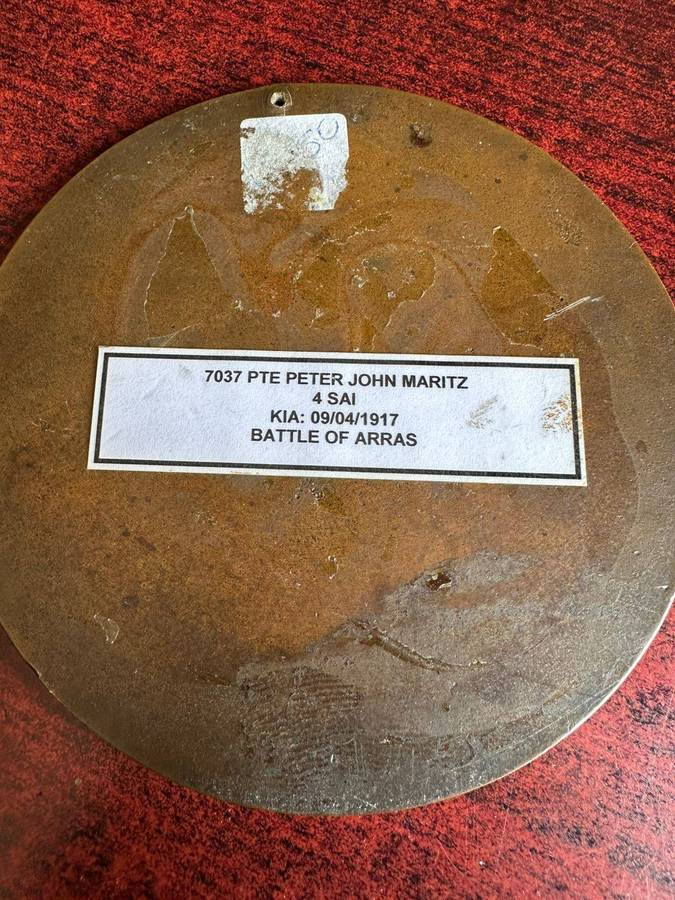 7037 PTE PETER JOHN MARITZ
4 SAI
KIA: 09/04/1917
BATTLE OF ARRAS